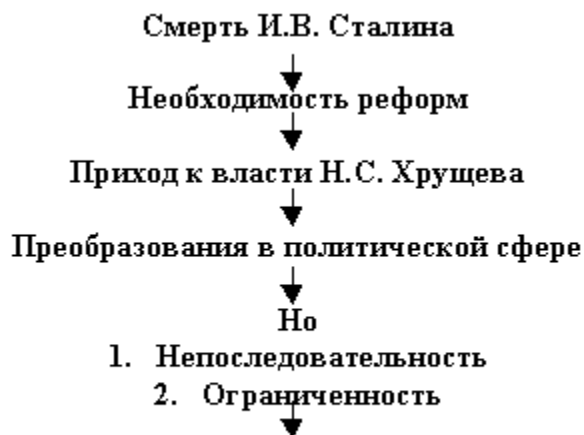 Смерть И.В. Сталина
Необходимость реформ
Приход к власти Н.С. Хрущева
Преобразования в политической сфере
Но
1. Непоследовательность
2. Ограниченность